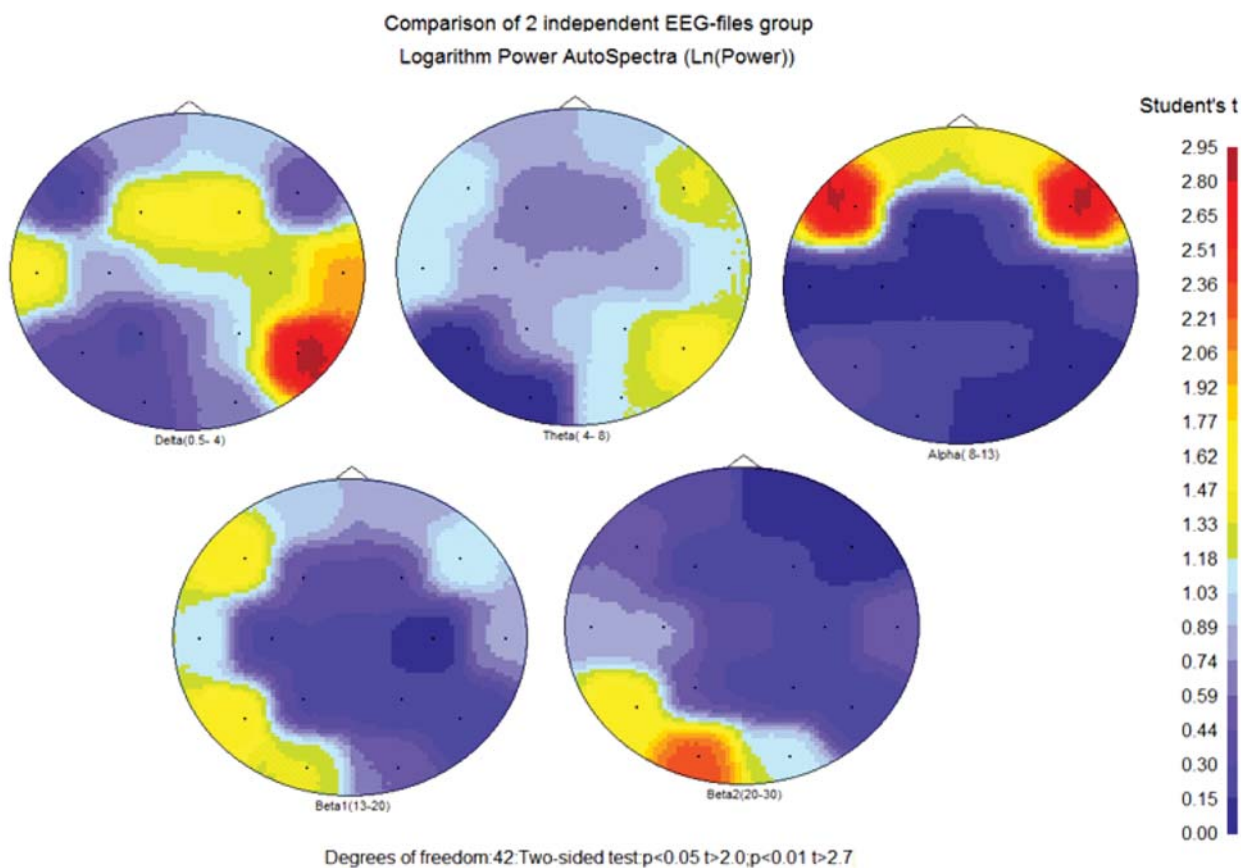 Comparison of 2 independent EEG-files group
Logarithm Power AutoSpectra (Ln(Power))
Student's t
2.95
2.80
2.65
2.51
2.36
2.21
2.06
1.92
1.77
1.62
1.47
1.33
1.18
1.03
0.89
0.74
0.59
0.44
0.30
0.15
0.00
Delta(0.5- 4)
Theta( 4- 8)
Alpha( 8-13)
Beta1(13-20)
Beta2(20-30)
Degrees of freedom:42:Two-sided test:p<0.05 t>2.0;p<0.01 t>2.7